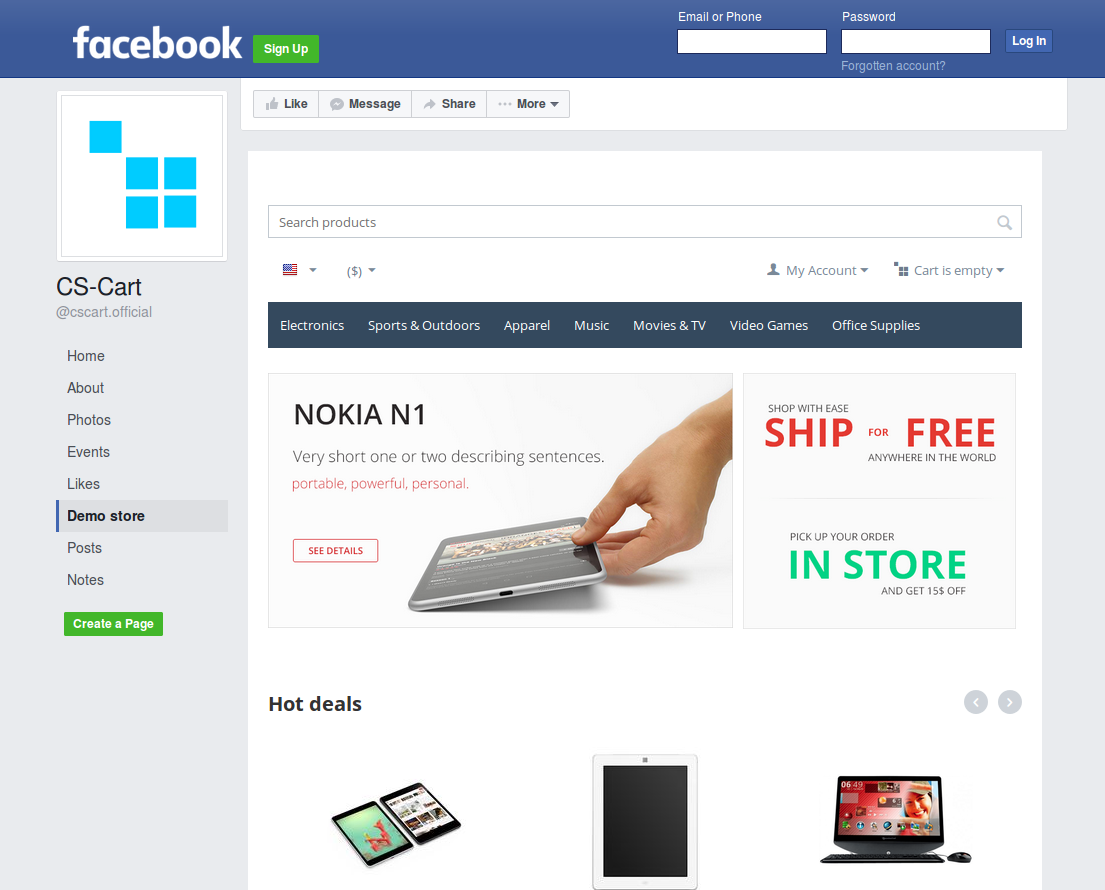 facebook
Sign Up
Email or Phone
Password
Log In
Forgotten account?
Like
Message
Share
More
CS-Cart
@cscart.official
Home
About
Photos
Events
Likes
Demo store
Posts
Notes
Create a Page
Search products
($)
My Account
Cart is empty
Electronics
Sports & Outdoors
Apparel
Music
Movies & TV
Video Games
Office Supplies
NOKIA N1
Very short one or two describing sentences.
portable, powerful, personal.
SEE DETAILS
SHOP WITH EASE
SHIP FOR FREE
ANYWHERE IN THE WORLD
PICK UP YOUR ORDER
IN STORE
AND GET 15$ OFF
Hot deals
06:49